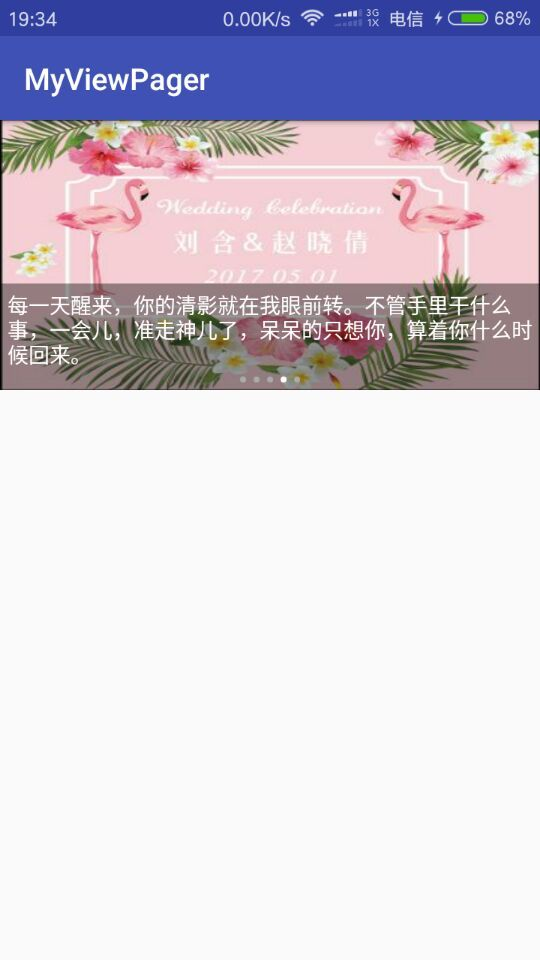 19:34 0.00K/s 3G 1X 电信 68%
MyViewPager
Wedding Celebration
刘含&赵晓倩
2017.05.01
每一天醒来，你的清影就在我眼前转。不管手里干什么
事，一会儿，准走神儿了，呆呆的只想你，算着你什么时
候回来。